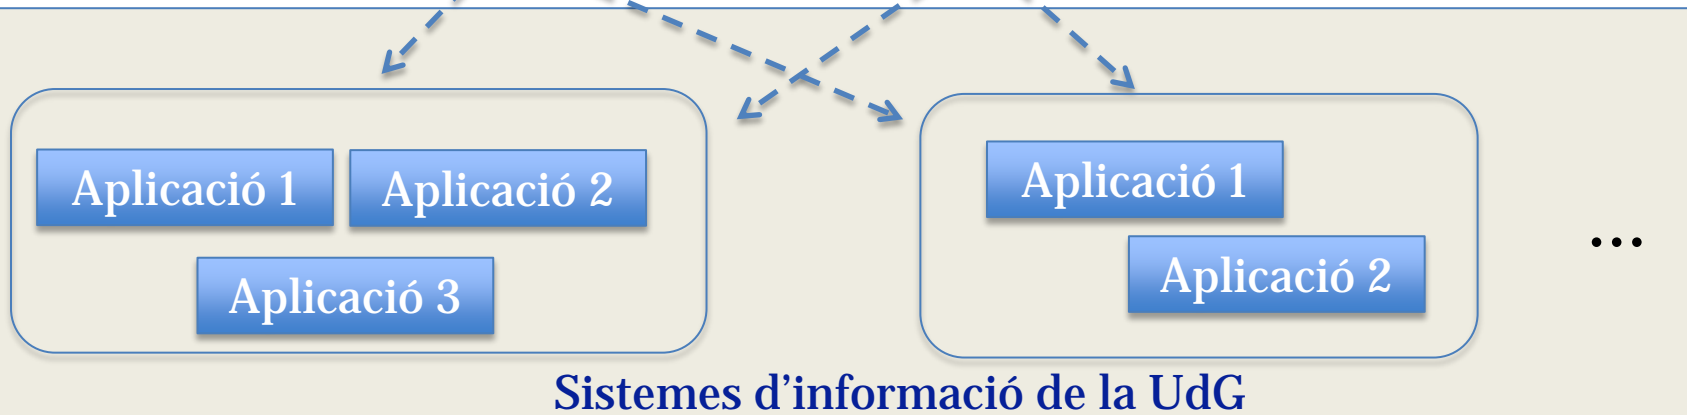 Aplicació 1
Aplicació 2
Aplicació 3
Aplicació 1
Aplicació 2
...
Sistemes d’informació de la UdG